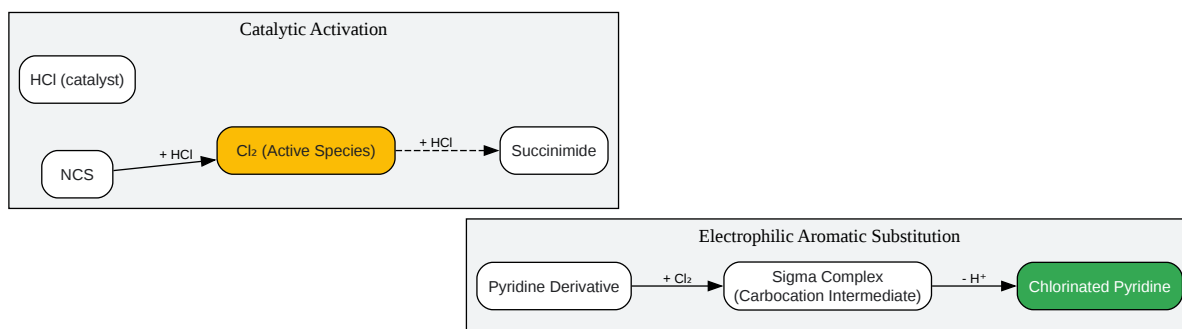 Catalytic Activation
HCl (catalyst)
NCS
+ HCl
Cl₂ (Active Species)
+ HCl
Succinimide
Electrophilic Aromatic Substitution
Pyridine Derivative
+ Cl₂
Sigma Complex
(Carbocation Intermediate)
- H⁺
Chlorinated Pyridine